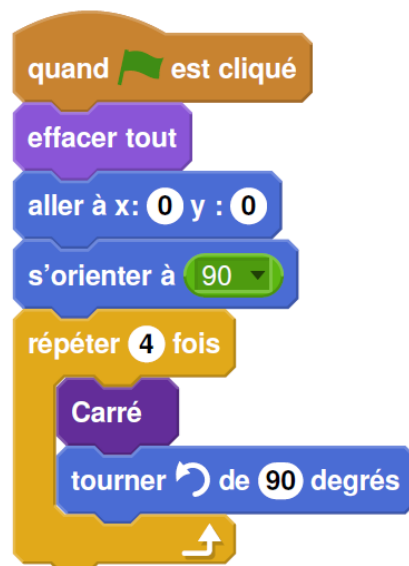 quand est cliqué
effacer tout
aller à x: 0 y : 0
s’orienter à 90
répéter 4 fois
Carré
tourner de 90 degrés